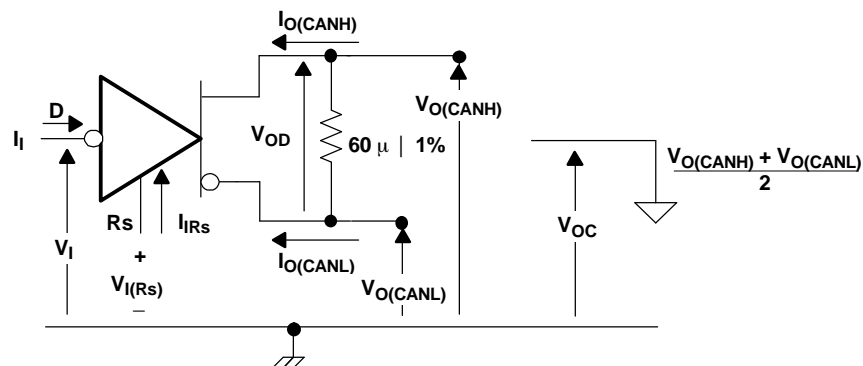 IO(CANH)
D
II
VOD
60 μ | 1%
VO(CANH)
VO(CANH) + VO(CANL)
2
Rs
IIRs
VI
+
VI(Rs)
–
IO(CANL)
VO(CANL)
VOC